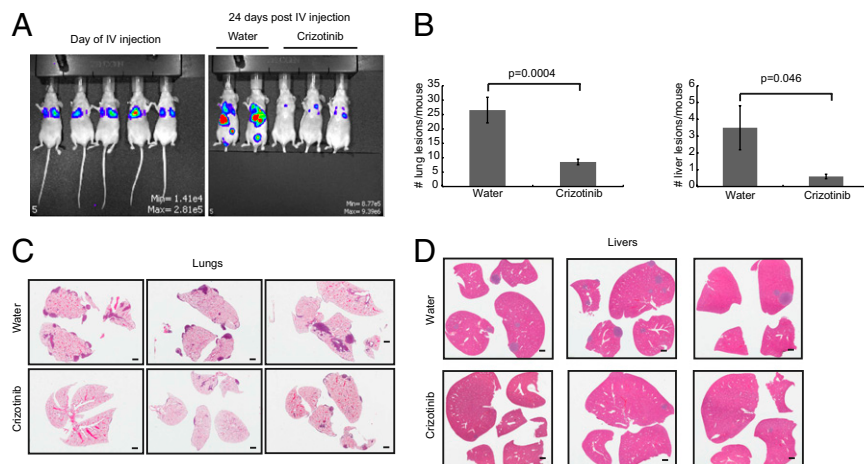 A
Day of IV injection
24 days post IV injection
Water
Crizotinib
Min= 1.41e4
Max= 2.81e5
5
Min= 8.77e5
Max= 9.39e6
5
B
p=0.0004
# lung lesions/mouse
35
30
25
20
15
10
5
0
Water
Crizotinib
p=0.046
# liver lesions/mouse
6
5
4
3
2
1
0
Water
Crizotinib
C
Lungs
Water
Crizotinib
D
Livers
Water
Crizotinib